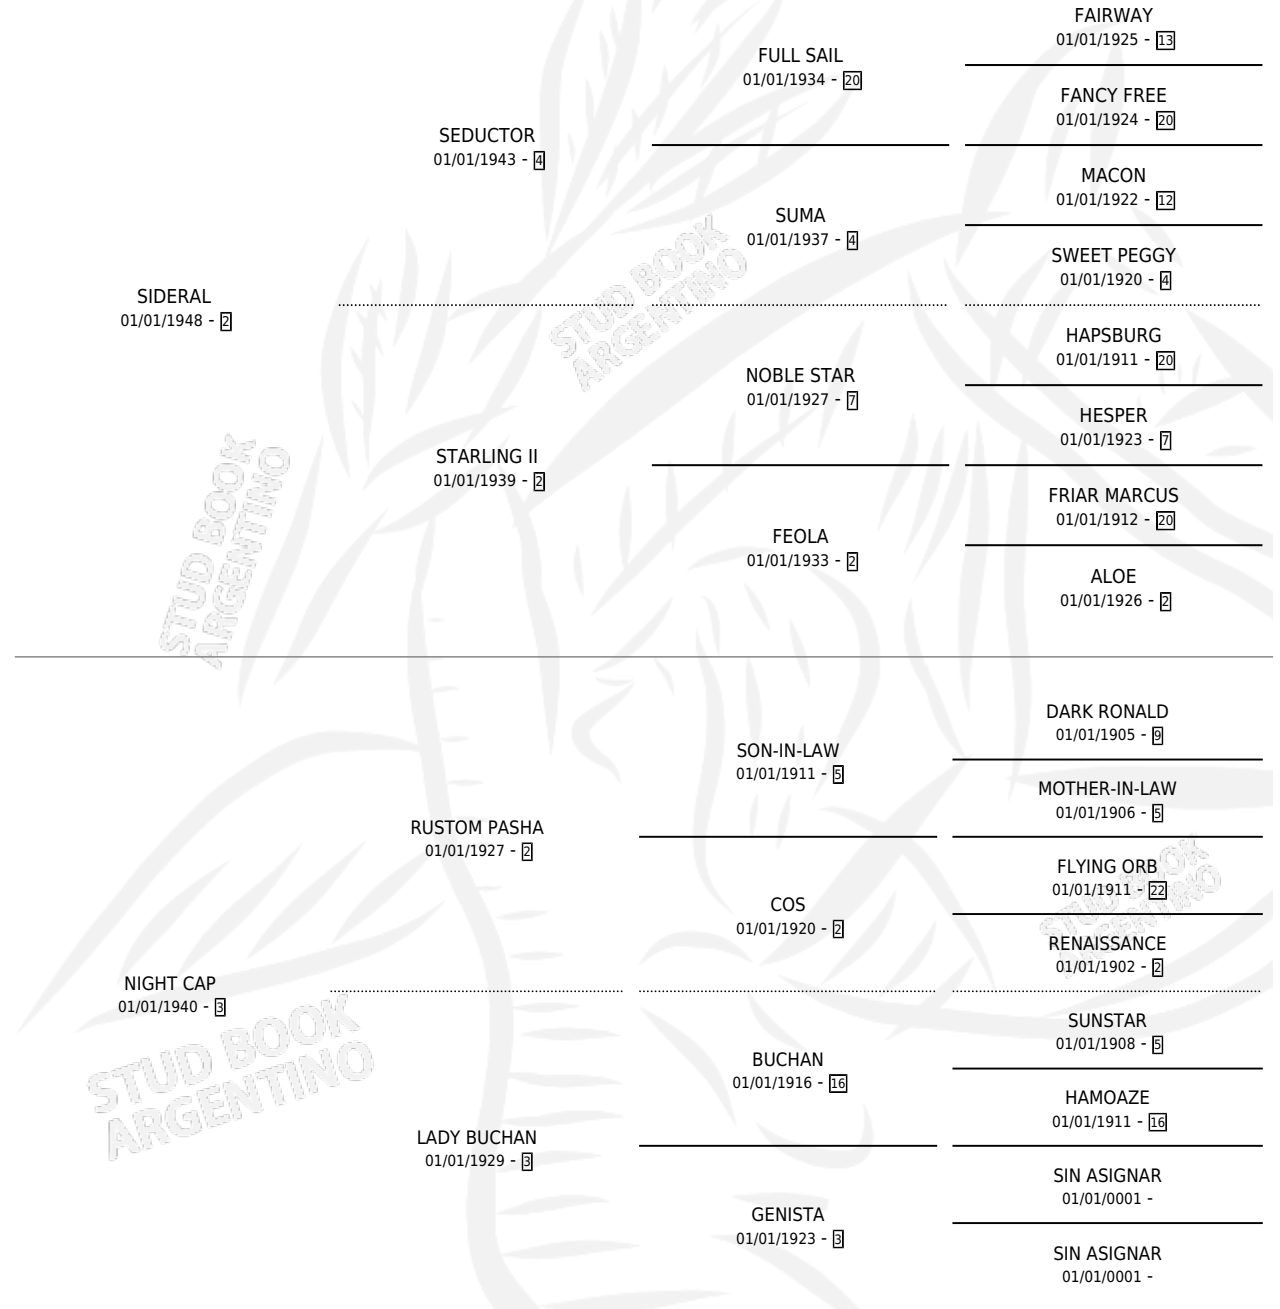 FAIRWAY
01/01/1925 - 13
FULL SAIL
01/01/1934 - 20
FANCY FREE
01/01/1924 - 20
SEDUCTOR
01/01/1943 - 4
MACON
01/01/1922 - 12
SUMA
01/01/1937 - 4
SWEET PEGGY
01/01/1920 - 4
SIDERAL
01/01/1948 - 2
HAPSBURG
01/01/1911 - 20
NOBLE STAR
01/01/1927 - 7
HESPER
01/01/1923 - 7
STARLING II
01/01/1939 - 2
FRIAR MARCUS
01/01/1912 - 20
FEOLA
01/01/1933 - 2
ALOE
01/01/1926 - 2
STUD BOOK
ARGENTINO
STUD BOOK
ARGENTINO
DARK RONALD
01/01/1905 - 9
SON-IN-LAW
01/01/1911 - 5
MOTHER-IN-LAW
01/01/1906 - 5
RUSTOM PASHA
01/01/1927 - 2
FLYING ORB
01/01/1911 - 22
COS
01/01/1920 - 2
RENAISSANCE
01/01/1902 - 2
NIGHT CAP
01/01/1940 - 3
SUNSTAR
01/01/1908 - 5
BUCHAN
01/01/1916 - 16
HAMOAZE
01/01/1911 - 16
LADY BUCHAN
01/01/1929 - 3
SIN ASIGNAR
01/01/0001 -
GENISTA
01/01/1923 - 3
SIN ASIGNAR
01/01/0001 -
STUD BOOK
ARGENTINO
STUD BOOK
ARGENTINO